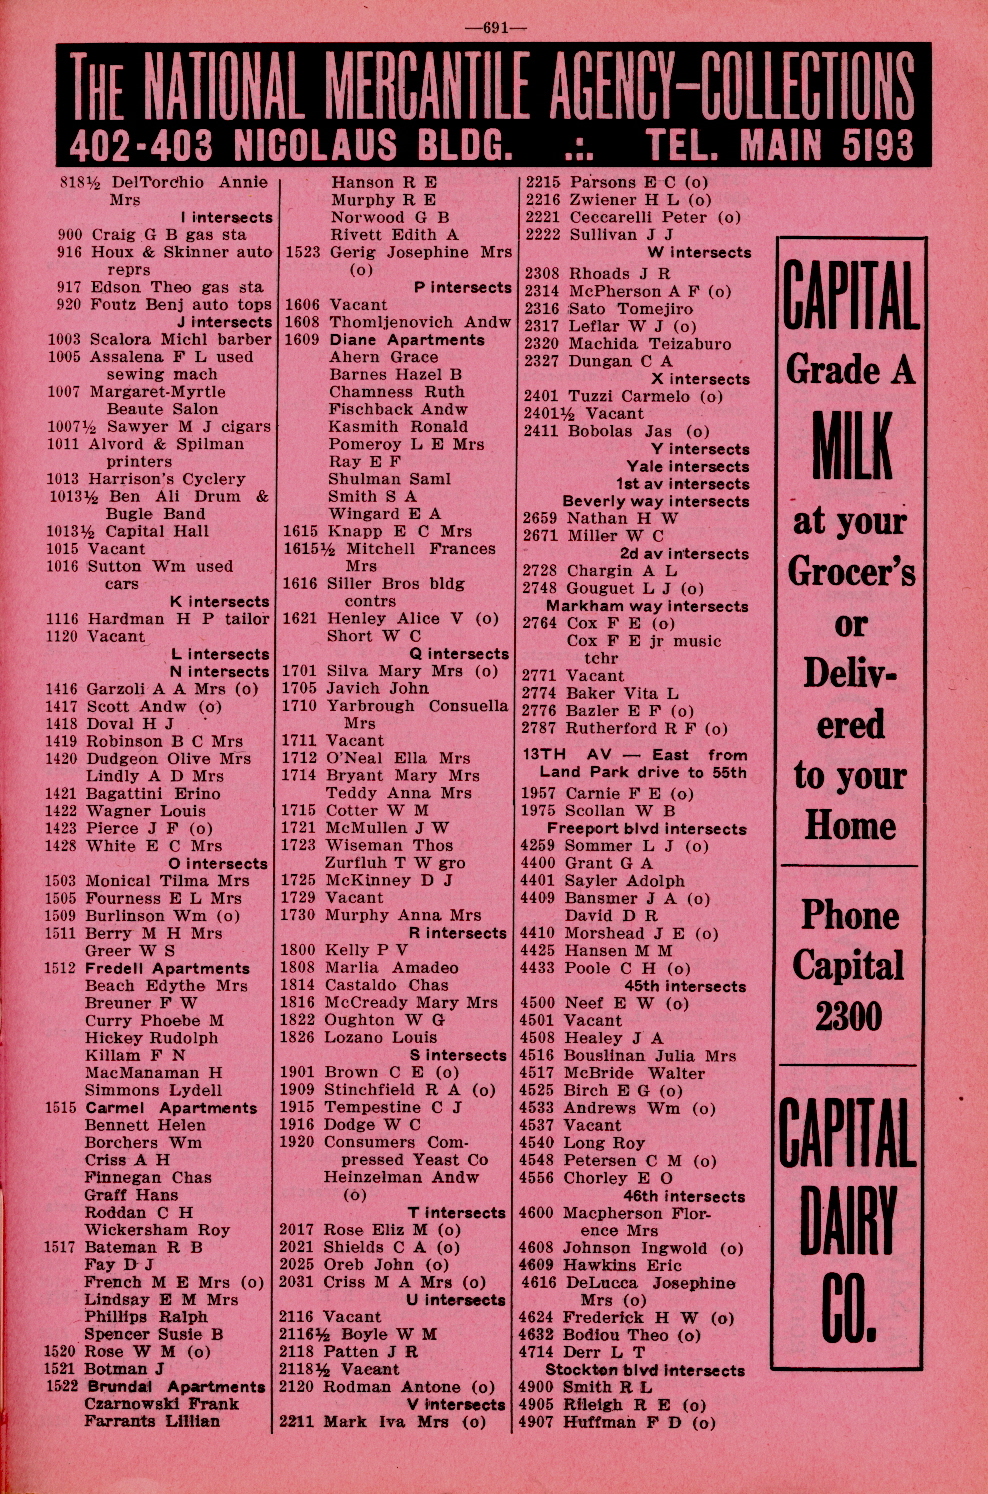 —691—
THE NATIONAL MERCANTILE AGENCY–COLLECTIONS
402-403 NICOLAUS BLDG. .:. TEL. MAIN 5193
818½ DelTorchio Annie
Mrs
I intersects
900 Craig G B gas sta
916 Houx & Skinner auto
reprs
917 Edson Theo gas sta
920 Foutz Benj auto tops
J intersects
1003 Scalora Michl barber
1005 Assalena F L used
sewing mach
1007 Margaret-Myrtle
Beaute Salon
1007½ Sawyer M J cigars
1011 Alvord & Spilman
printers
1013 Harrison's Cyclery
1013½ Ben Ali Drum &
Bugle Band
1013½ Capital Hall
1015 Vacant
1016 Sutton Wm used
cars
K intersects
1116 Hardman H P tailor
1120 Vacant
L intersects
N intersects
1416 Garzoli A A Mrs (o)
1417 Scott Andw (o)
1418 Doval H J
1419 Robinson B C Mrs
1420 Dudgeon Olive Mrs
Lindly A D Mrs
1421 Bagattini Erino
1422 Wagner Louis
1423 Pierce J F (o)
1428 White E C Mrs
O intersects
1503 Monical Tilma Mrs
1505 Fourness E L Mrs
1509 Burlinson Wm (o)
1511 Berry M H Mrs
Greer W S
1512 Fredell Apartments
Beach Edythe Mrs
Breuner F W
Curry Phoebe M
Hickey Rudolph
Killam F N
MacManaman H
Simmons Lydell
1515 Carmel Apartments
Bennett Helen
Borchers Wm
Criss A H
Finnegan Chas
Graff Hans
Roddan C H
Wickersham Roy
1517 Bateman R B
Fay D J
French M E Mrs (o)
Lindsay E M Mrs
Phillips Ralph
Spencer Susie B
1520 Rose W M (o)
1521 Botman J
1522 Brundal Apartments
Czarnowski Frank
Farrants Lillian
Hanson R E
Murphy R E
Norwood G B
Rivett Edith A
1523 Gerig Josephine Mrs
(o)
P intersects
1606 Vacant
1608 Thomljenovich Andw
1609 Diane Apartments
Ahern Grace
Barnes Hazel B
Chamness Ruth
Fischback Andw
Kasmith Ronald
Pomeroy L E Mrs
Ray E F
Shulman Saml
Smith S A
Wingard E A
1615 Knapp E C Mrs
1615½ Mitchell Frances
Mrs
1616 Siller Bros bldg
contrs
1621 Henley Alice V (o)
Short W C
Q intersects
1701 Silva Mary Mrs (o)
1705 Javich John
1710 Yarbrough Consuella
Mrs
1711 Vacant
1712 O'Neal Ella Mrs
1714 Bryant Mary Mrs
Teddy Anna Mrs
1715 Cotter W M
1721 McMullen J W
1723 Wiseman Thos
Zurfluh T W gro
1725 McKinney D J
1729 Vacant
1730 Murphy Anna Mrs
R intersects
1800 Kelly P V
1808 Marlia Amadeo
1814 Castaldo Chas
1816 McCready Mary Mrs
1822 Oughton W G
1826 Lozano Louis
S intersects
1901 Brown C E (o)
1909 Stinchfield R A (o)
1915 Tempestine C J
1916 Dodge W C
1920 Consumers Com-
pressed Yeast Co
Heinzelman Andw
(o)
T intersects
2017 Rose Eliz M (o)
2021 Shields C A (o)
2025 Oreb John (o)
2031 Criss M A Mrs (o)
U intersects
2116 Vacant
2116½ Boyle W M
2118 Patten J R
2118½ Vacant
2120 Rodman Antone (o)
V intersects
2211 Mark Iva Mrs (o)
2215 Parsons E C (o)
2216 Zwiener H L (o)
2221 Ceccarelli Peter (o)
2222 Sullivan J J
W intersects
2308 Rhoads J R
2314 McPherson A F (o)
2316 Sato Tomejiro
2317 Leflar W J (o)
2320 Machida Teizaburo
2327 Dungan C A
X intersects
2401 Tuzzi Carmelo (o)
2401½ Vacant
2411 Bobolas Jas (o)
Y intersects
Yale intersects
1st av intersects
Beverly way intersects
2659 Nathan H W
2671 Miller W C
2d av intersects
2728 Chargin A L
2748 Gouguet L J (o)
Markham way intersects
2764 Cox F E (o)
Cox F E jr music
tchr
2771 Vacant
2774 Baker Vita L
2776 Bazler E F (o)
2787 Rutherford R F (o)
13TH AV — East from
Land Park drive to 55th
1957 Carnie F E (o)
1975 Scollan W B
Freeport blvd intersects
4259 Sommer L J (o)
4400 Grant G A
4401 Sayler Adolph
4409 Bansmer J A (o)
David D R
4410 Morshead J E (o)
4425 Hansen M M
4433 Poole C H (o)
45th intersects
4500 Neef E W (o)
4501 Vacant
4508 Healey J A
4516 Bouslinan Julia Mrs
4517 McBride Walter
4525 Birch E G (o)
4533 Andrews Wm (o)
4537 Vacant
4540 Long Roy
4548 Petersen C M (o)
4556 Chorley E O
46th intersects
4600 Macpherson Flor-
ence Mrs
4608 Johnson Ingwold (o)
4609 Hawkins Eric
4616 DeLucca Josephine
Mrs (o)
4624 Frederick H W (o)
4632 Bodiou Theo (o)
4714 Derr L T
Stockton blvd intersects
4900 Smith R L
4905 Rileigh R E (o)
4907 Huffman F D (o)
CAPITAL
Grade A
MILK
at your
Grocer's
or
Deliv-
ered
to your
Home
Phone
Capital
2300
CAPITAL
DAIRY
CO.